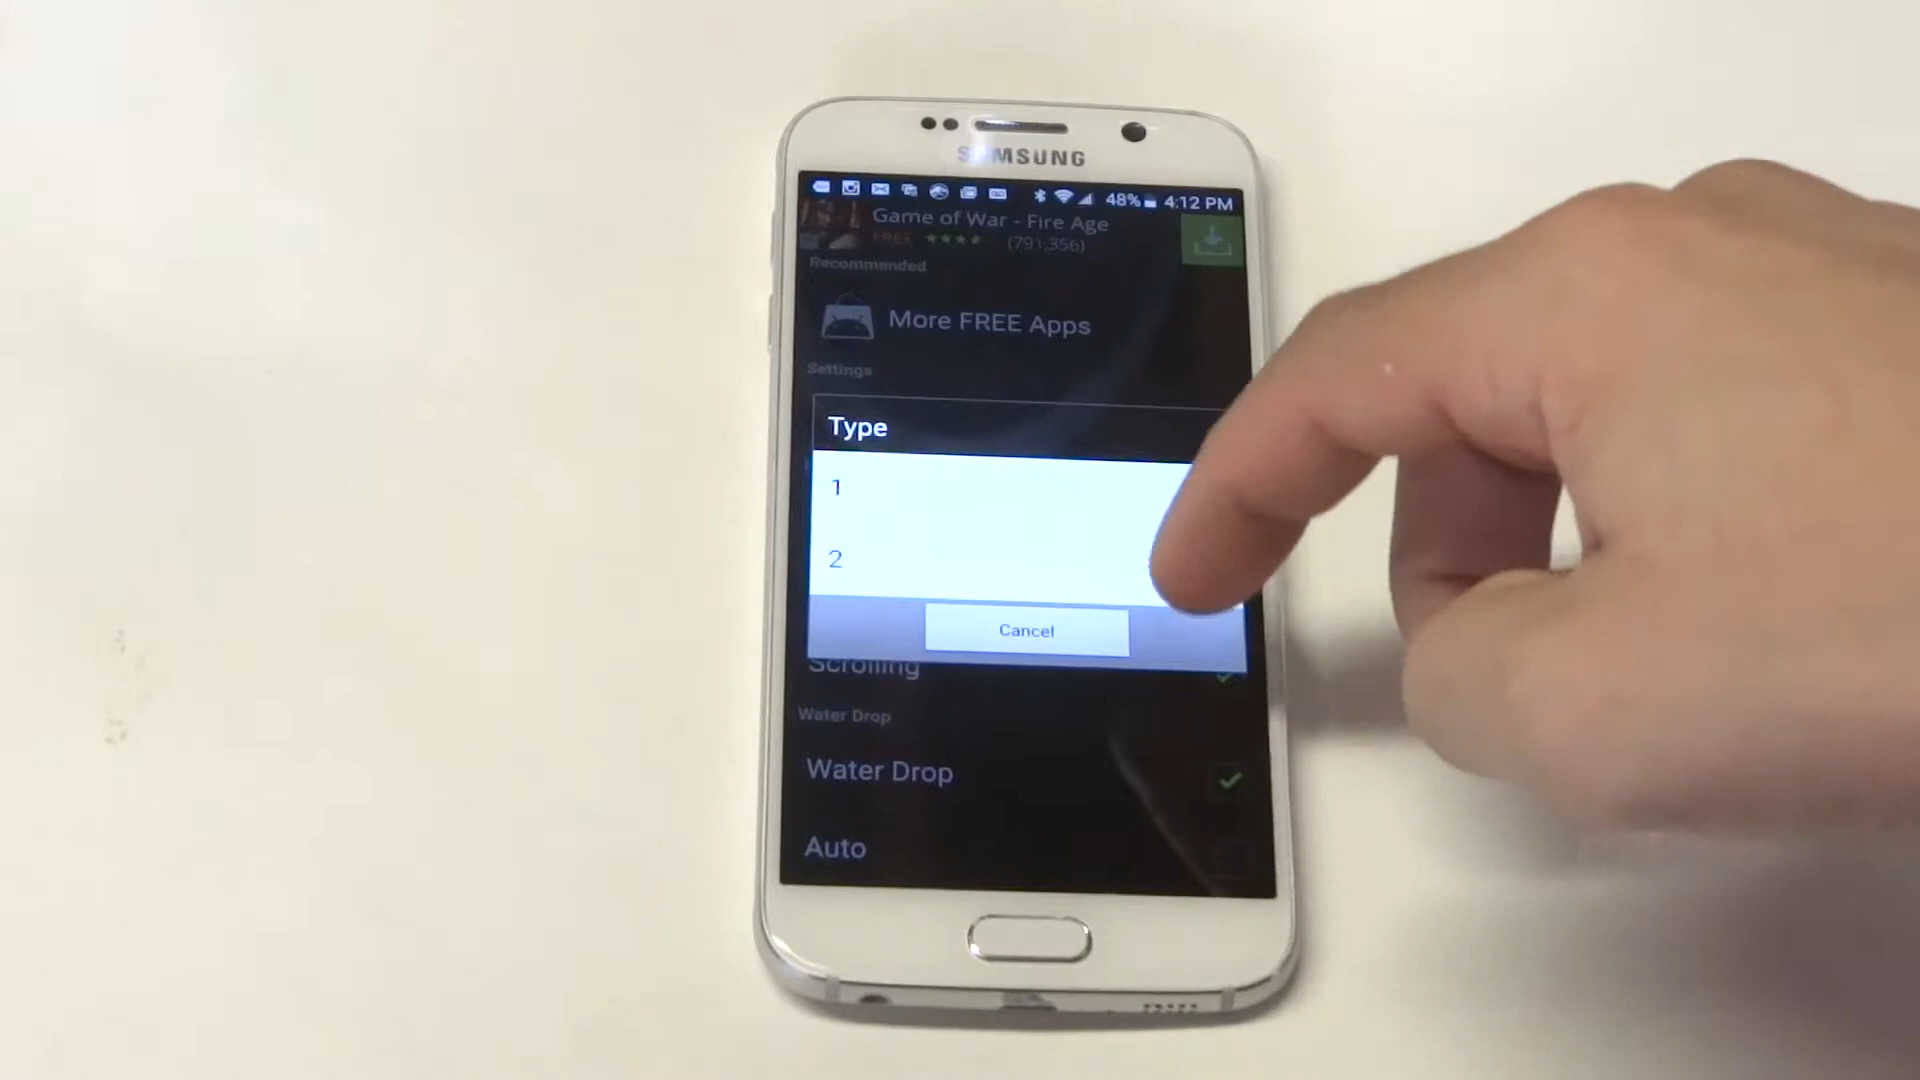 SAMSUNG
48% 4:12 PM
Game of War - Fire Age
FREE (791,356)
Recommended
More FREE Apps
Settings
Type
1
2
Cancel
Scrolling
Water Drop
Water Drop
Auto